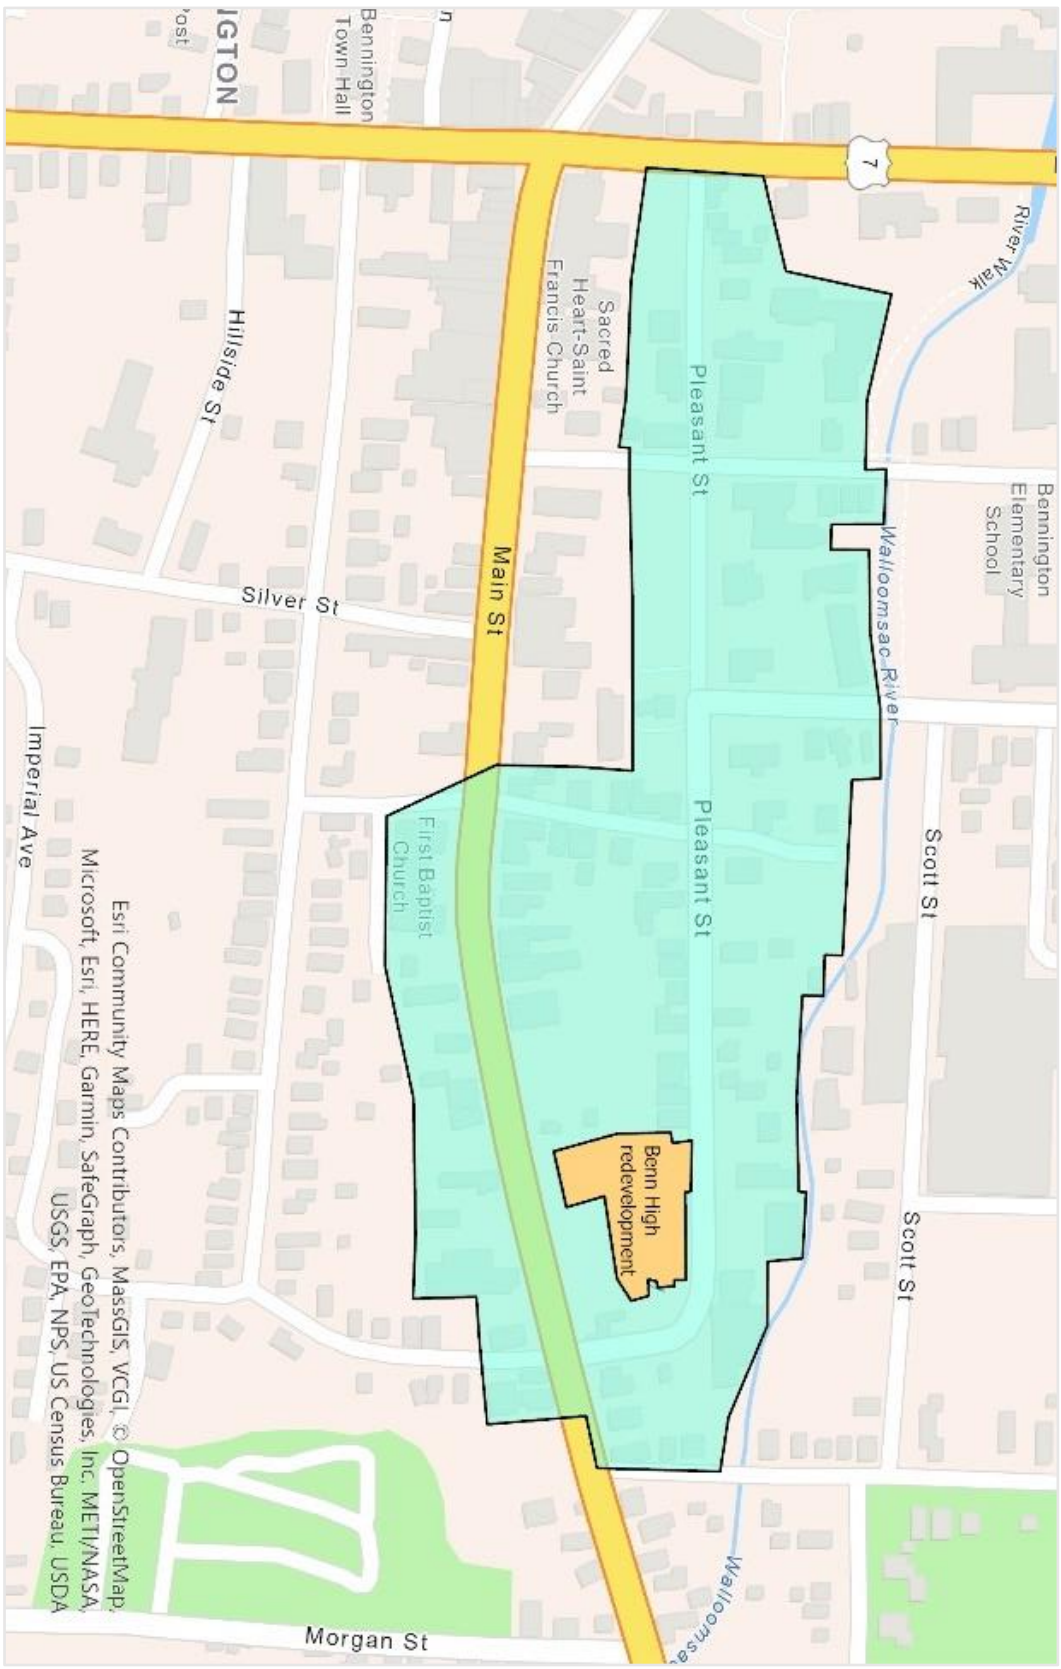 n
Bennington
Town Hall
NGTON
Post
7
River Walk
Bennington
Elementary
School
Sacred
Heart-Saint
Francis Church
Hillside St
Pleasant St
Walloomsac River
Main St
Silver St
Imperial Ave
First Baptist
Church
Pleasant St
Scott St
Benn High
redevelopment
Scott St
Walloomsac
Morgan St
Esri Community Maps Contributors, MassGIS, VCGI, © OpenStreetMap,
Microsoft, Esri, HERE, Garmin, SafeGraph, GeoTechnologies, Inc, METI/NASA,
USGS, EPA, NPS, US Census Bureau, USDA